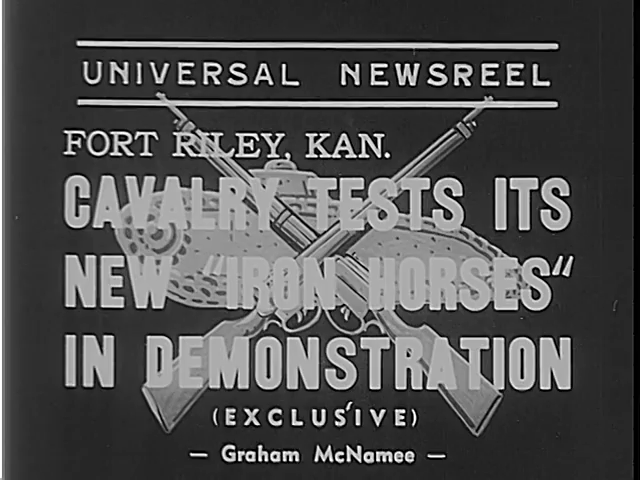 UNIVERSAL NEWSREEL
FORT RILEY, KAN.
CAVALRY TESTS ITS
NEW "IRON HORSES"
IN DEMONSTRATION
(EXCLUSIVE)
— Graham McNamee —